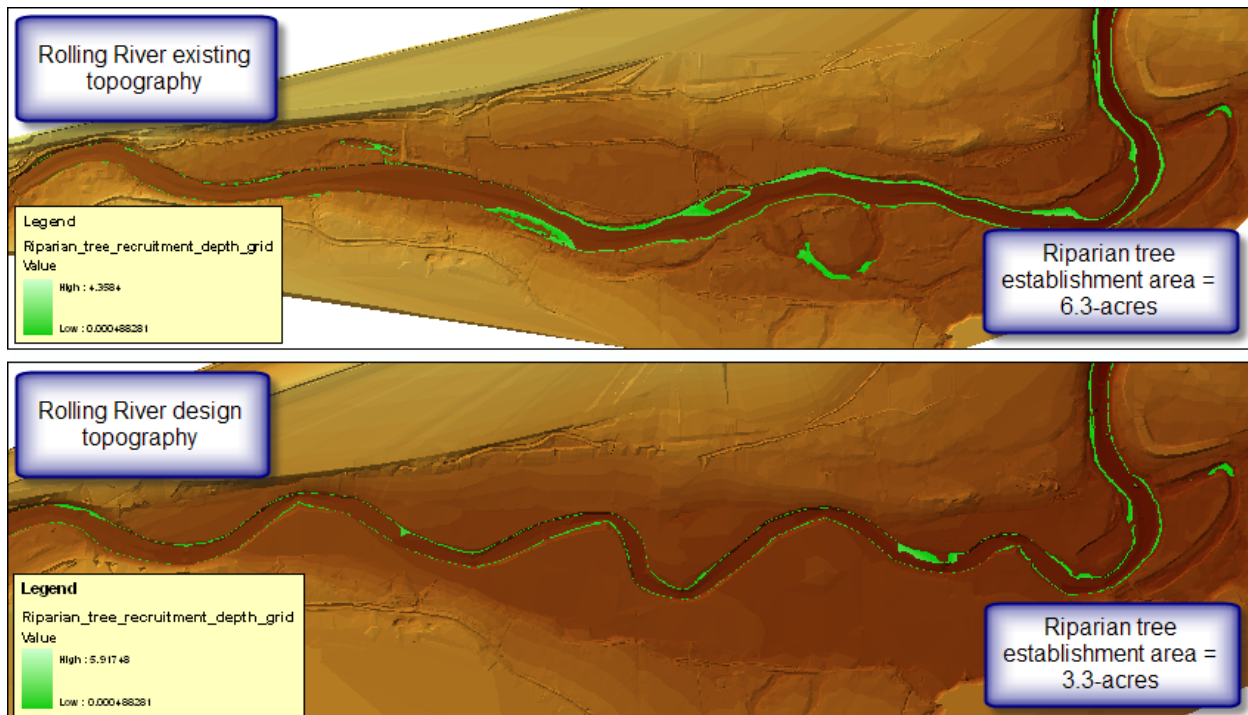 Rolling River existing
topography
Legend
Riparian_tree_recruitment_depth_grid
Value
High : 4.3584
Low : 0.000488281
Riparian tree
establishment area =
6.3-acres
Rolling River design
topography
Legend
Riparian_tree_recruitment_depth_grid
Value
High : 5.91748
Low : 0.000488281
Riparian tree
establishment area =
3.3-acres